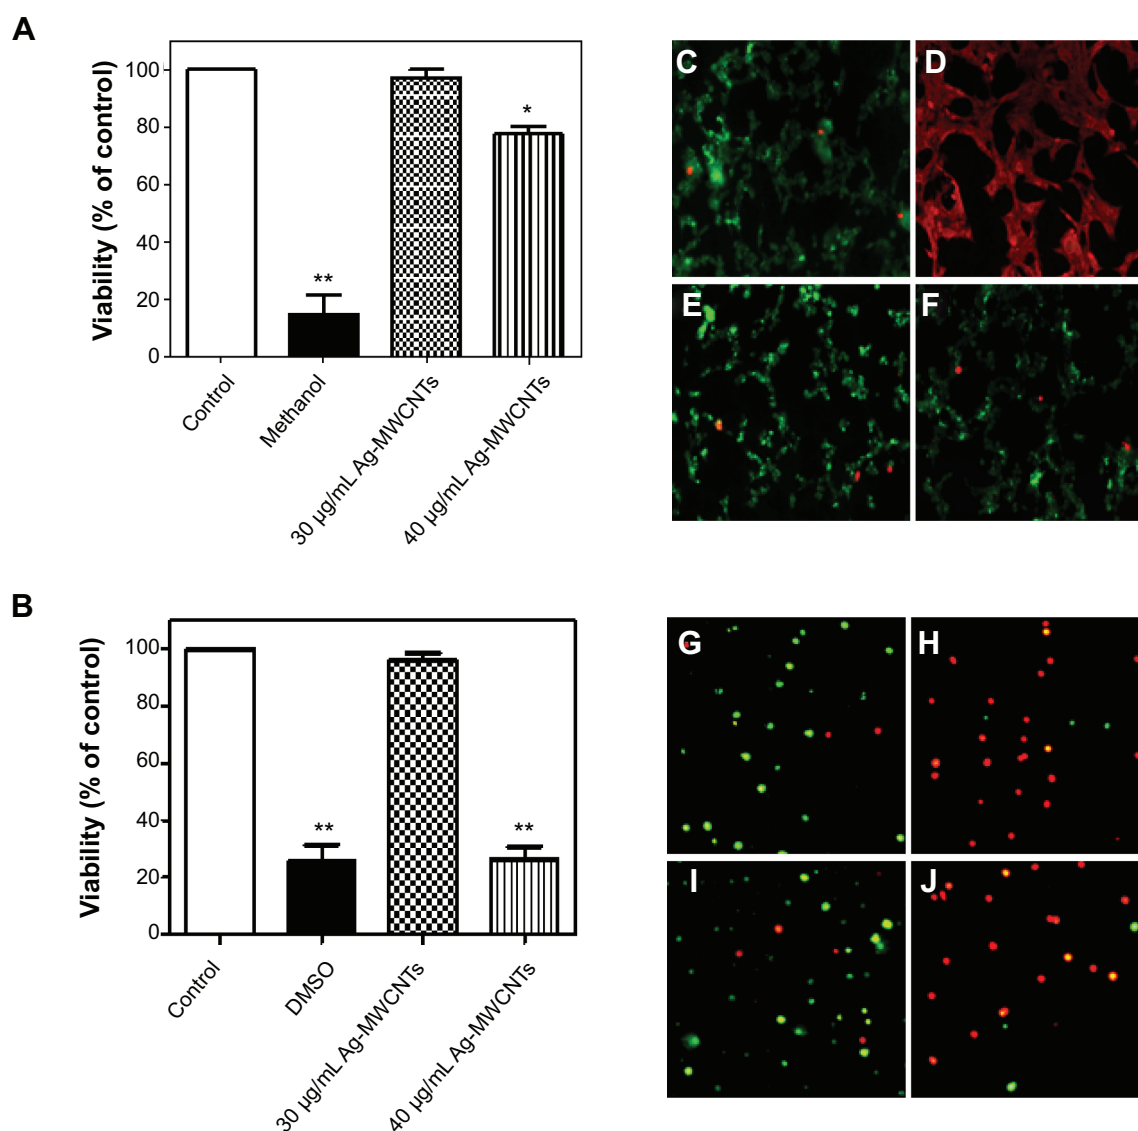 A
Viability (% of control)
100
80
60
40
20
0
**
*
Control
Methanol
30 µg/mL Ag-MWCNTs
40 µg/mL Ag-MWCNTs
C
D
E
F
B
Viability (% of control)
100
80
60
40
20
0
**
**
Control
DMSO
30 µg/mL Ag-MWCNTs
40 µg/mL Ag-MWCNTs
G
H
I
J